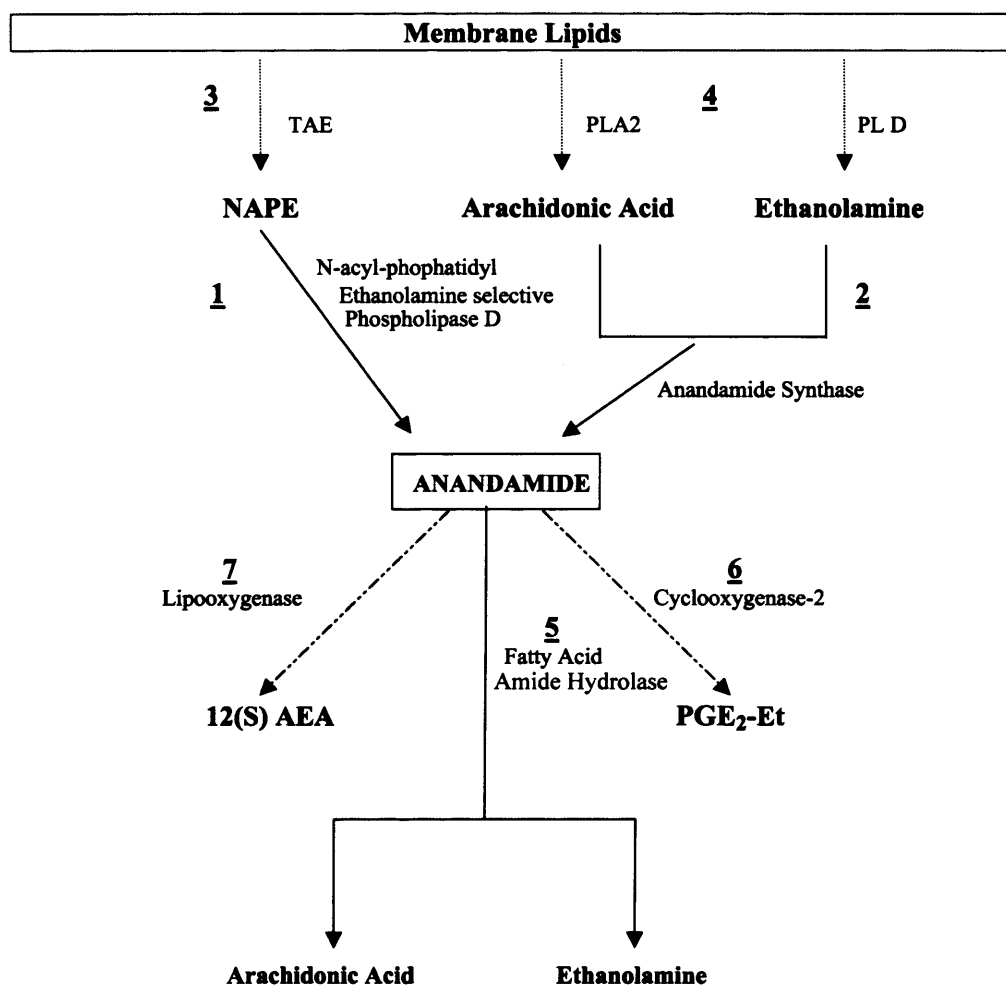 Membrane Lipids
3
4
TAE
PLA2
PL D
NAPE
Arachidonic Acid
Ethanolamine
1
N-acyl-phophatidyl
Ethanolamine selective
Phospholipase D
2
Anandamide Synthase
ANANDAMIDE
7
Lipooxygenase
6
Cyclooxygenase-2
5
Fatty Acid
Amide Hydrolase
12(S) AEA
PGE₂-Et
Arachidonic Acid
Ethanolamine